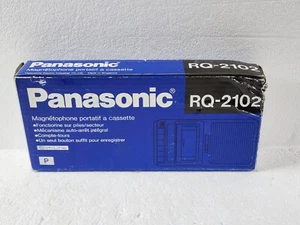 Panasonic RQ-2102
Magnétophone portatif à cassette
Panasonic RQ-2102
Magnétophone portatif a cassette
●Fonctionne sur piles/secteur
●Mécanisme auto-arrêt intégral
●Compte-tours
●Un seul bouton suffit pour enregistrer
P